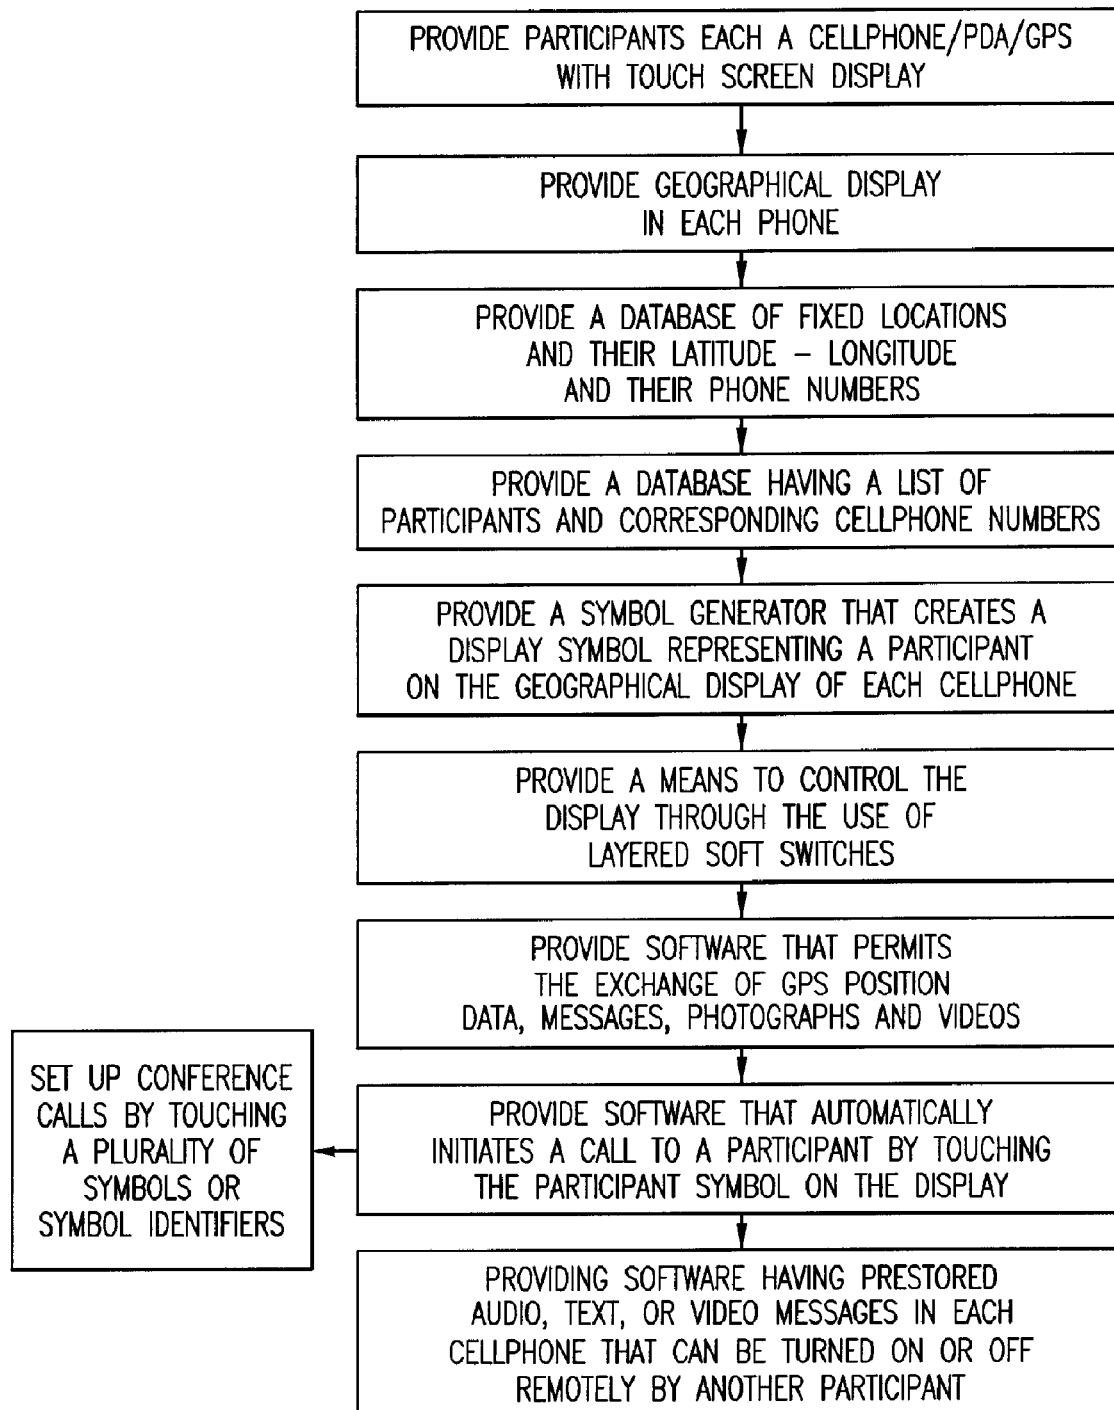 PROVIDE PARTICIPANTS EACH A CELLPHONE/PDA/GPS
WITH TOUCH SCREEN DISPLAY
PROVIDE GEOGRAPHICAL DISPLAY
IN EACH PHONE
PROVIDE A DATABASE OF FIXED LOCATIONS
AND THEIR LATITUDE – LONGITUDE
AND THEIR PHONE NUMBERS
PROVIDE A DATABASE HAVING A LIST OF
PARTICIPANTS AND CORRESPONDING CELLPHONE NUMBERS
PROVIDE A SYMBOL GENERATOR THAT CREATES A
DISPLAY SYMBOL REPRESENTING A PARTICIPANT
ON THE GEOGRAPHICAL DISPLAY OF EACH CELLPHONE
PROVIDE A MEANS TO CONTROL THE
DISPLAY THROUGH THE USE OF
LAYERED SOFT SWITCHES
PROVIDE SOFTWARE THAT PERMITS
THE EXCHANGE OF GPS POSITION
DATA, MESSAGES, PHOTOGRAPHS AND VIDEOS
PROVIDE SOFTWARE THAT AUTOMATICALLY
INITIATES A CALL TO A PARTICIPANT BY TOUCHING
THE PARTICIPANT SYMBOL ON THE DISPLAY
SET UP CONFERENCE
CALLS BY TOUCHING
A PLURALITY OF
SYMBOLS OR
SYMBOL IDENTIFIERS
PROVIDING SOFTWARE HAVING PRESTORED
AUDIO, TEXT, OR VIDEO MESSAGES IN EACH
CELLPHONE THAT CAN BE TURNED ON OR OFF
REMOTELY BY ANOTHER PARTICIPANT